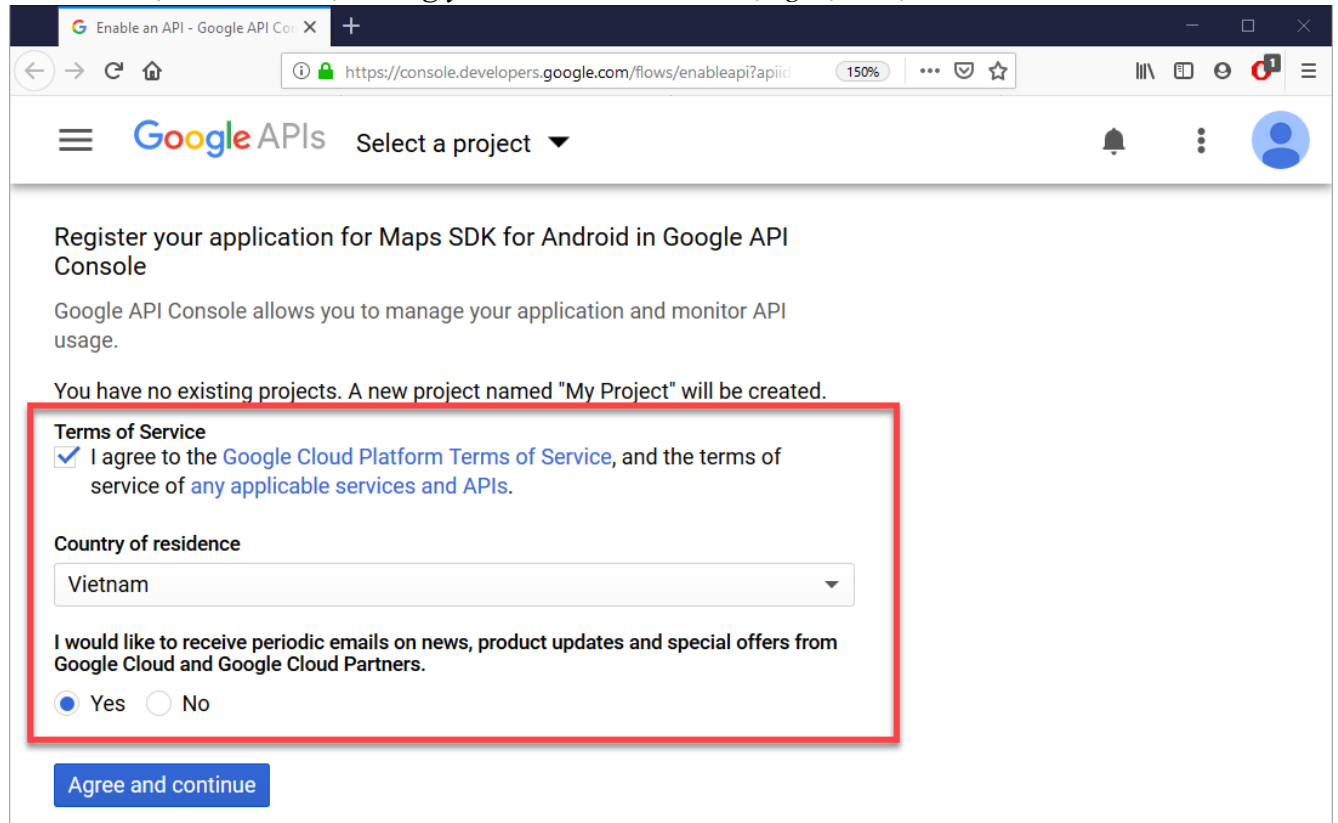 Enable an API - Google API Con
https://console.developers.google.com/flows/enableapi?apiid 150%
1
Google APIs Select a project
Register your application for Maps SDK for Android in Google API
Console
Google API Console allows you to manage your application and monitor API
usage.
You have no existing projects. A new project named "My Project" will be created.
Terms of Service
I agree to the Google Cloud Platform Terms of Service, and the terms of
service of any applicable services and APIs.
Country of residence
Vietnam
I would like to receive periodic emails on news, product updates and special offers from
Google Cloud and Google Cloud Partners.
Yes No
Agree and continue